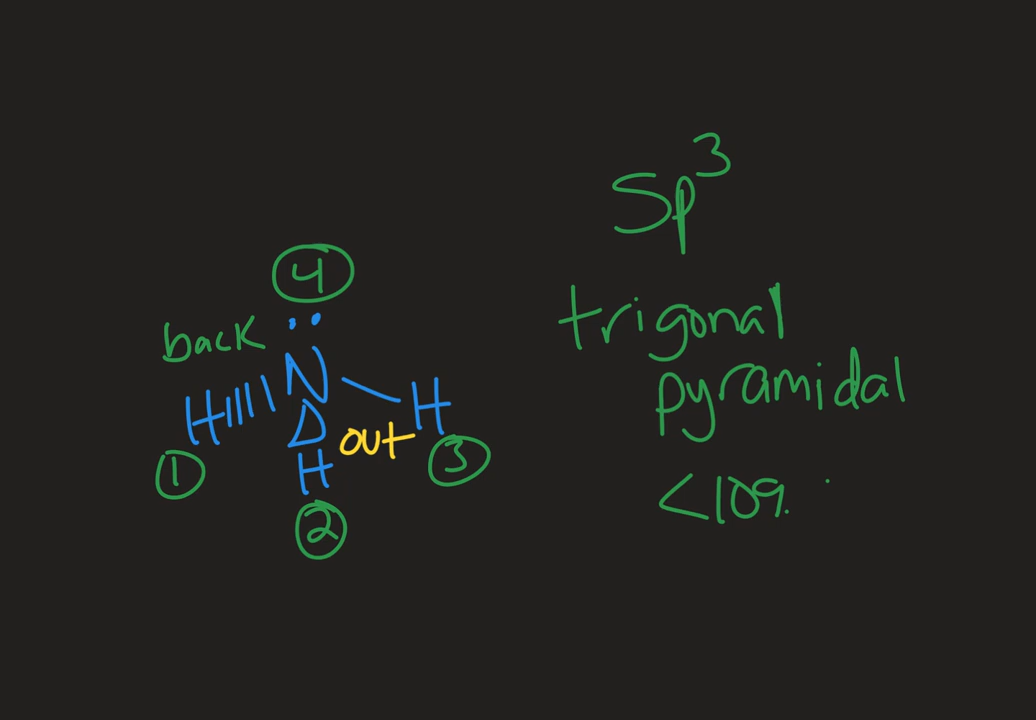 sp³
④
trigonal
back
:
N
pyramidal
H
H
out
①
H
③
<109.
②